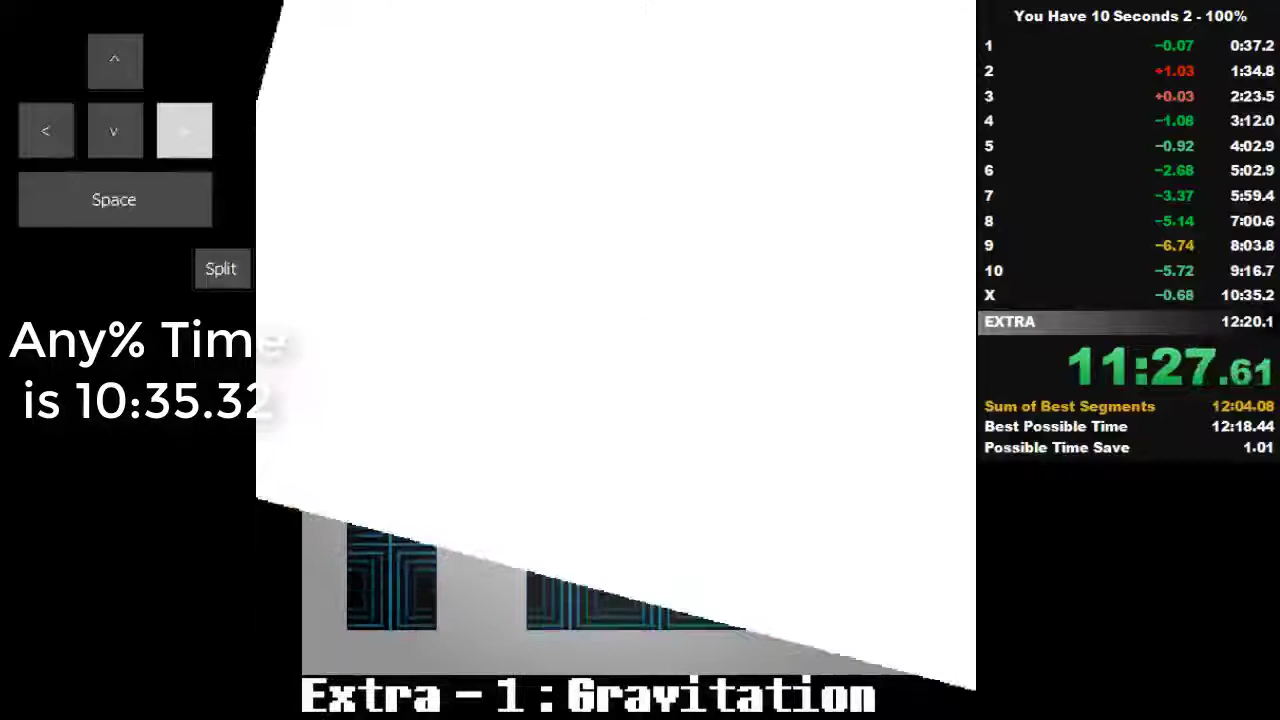 ^
<
v
Space
Split
Any% Time
is 10:35.32
Extra - 1 : Gravitation
You Have 10 Seconds 2 - 100%
1 −0.07 0:37.2
2 +1.03 1:34.8
3 +0.03 2:23.5
4 −1.08 3:12.0
5 −0.92 4:02.9
6 −2.68 5:02.9
7 −3.37 5:59.4
8 −5.14 7:00.6
9 −6.74 8:03.8
10 −5.72 9:16.7
X −0.68 10:35.2
EXTRA 12:20.1
11:27.61
Sum of Best Segments 12:04.08
Best Possible Time 12:18.44
Possible Time Save 1.01